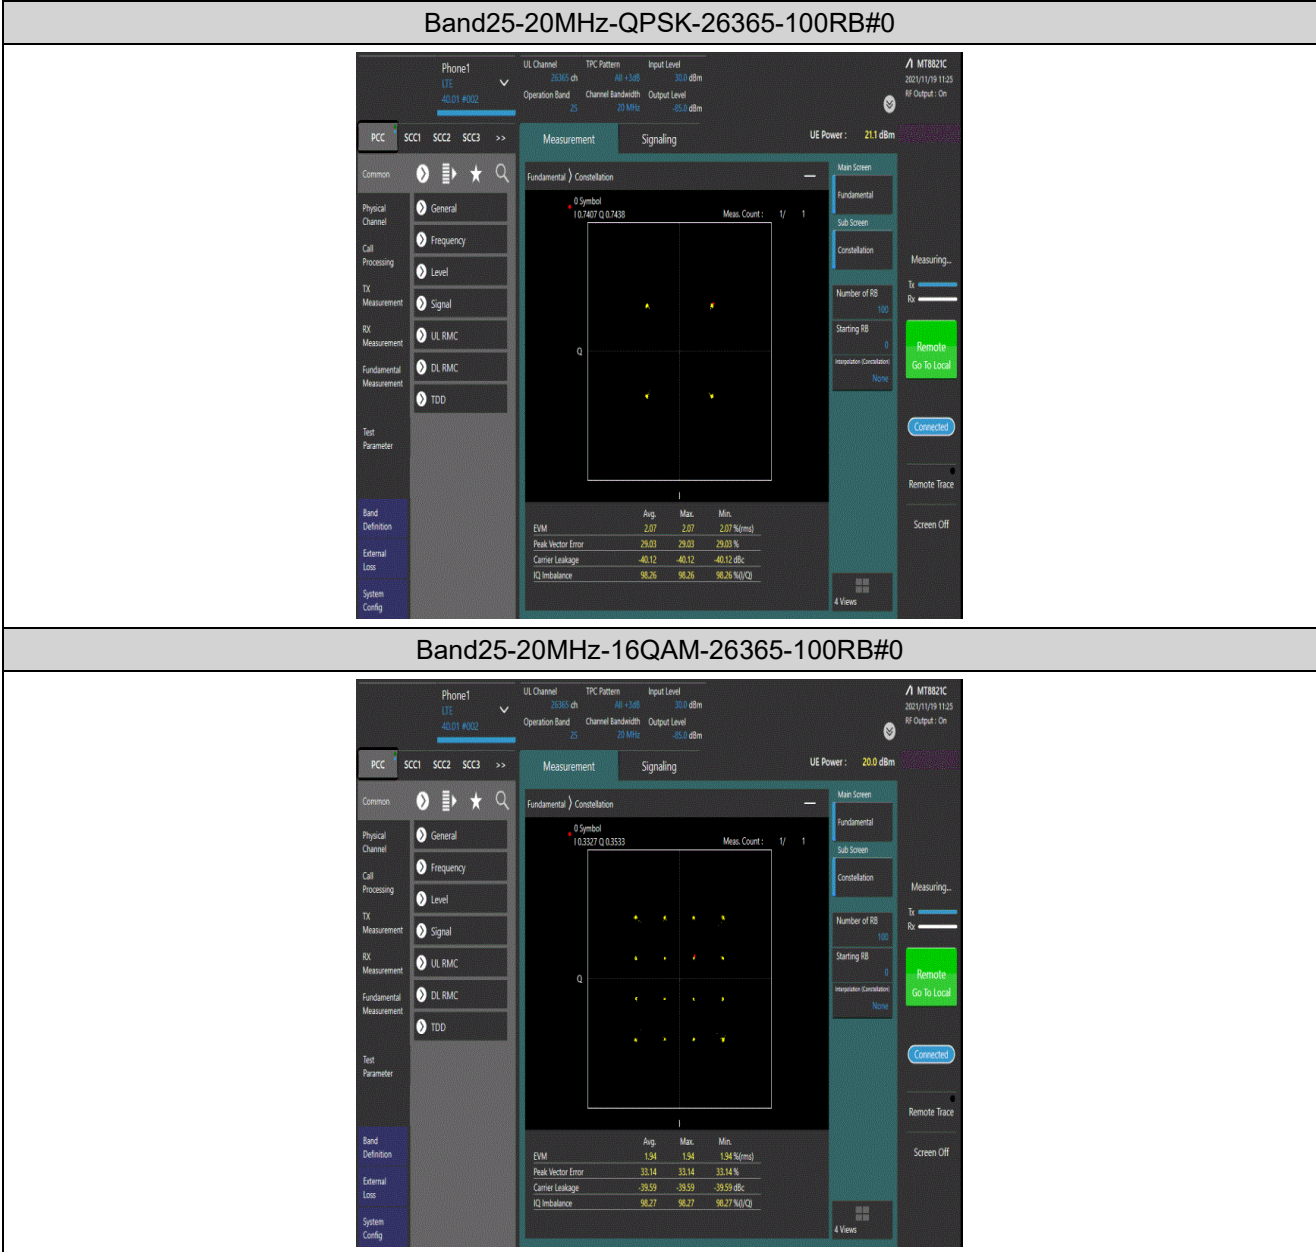 Band25-20MHz-QPSK-26365-100RB#0
Phone1
LTE
40.01 #002
UL Channel TPC Pattern Input Level
26365 ch All +3dB 30.0 dBm
Operation Band Channel Bandwidth Output Level
25 20 MHz -85.0 dBm
MT8821C
2021/11/19 11:25
RF Output : On
PCC SCC1 SCC2 SCC3 >>
Measurement Signaling
UE Power : 21.1 dBm
Common
Physical
Channel
Call
Processing
TX
Measurement
RX
Measurement
Fundamental
Measurement
Test
Parameter
Band
Definition
External
Loss
System
Config
General
Frequency
Level
Signal
UL RMC
DL RMC
TDD
Fundamental Constellation
0 Symbol
I 0.7407 Q 0.7438 Meas. Count : 1/ 1
Q
I
Avg. Max. Min.
EVM 2.07 2.07 2.07 %(rms)
Peak Vector Error 29.03 29.03 29.03 %
Carrier Leakage -40.12 -40.12 -40.12 dBc
IQ Imbalance 98.26 98.26 98.26 %(I/Q)
Main Screen
Fundamental
Sub Screen
Constellation
Number of RB
100
Starting RB
0
Interpolation (Constellation)
None
4 Views
Measuring...
Tx
Rx
Remote
Go To Local
Connected
Remote Trace
Screen Off
Band25-20MHz-16QAM-26365-100RB#0
Phone1
LTE
40.01 #002
UL Channel TPC Pattern Input Level
26365 ch All +3dB 30.0 dBm
Operation Band Channel Bandwidth Output Level
25 20 MHz -85.0 dBm
MT8821C
2021/11/19 11:25
RF Output : On
PCC SCC1 SCC2 SCC3 >>
Measurement Signaling
UE Power : 20.0 dBm
Common
Physical
Channel
Call
Processing
TX
Measurement
RX
Measurement
Fundamental
Measurement
Test
Parameter
Band
Definition
External
Loss
System
Config
General
Frequency
Level
Signal
UL RMC
DL RMC
TDD
Fundamental Constellation
0 Symbol
I 0.3327 Q 0.3533 Meas. Count : 1/ 1
Q
I
Avg. Max. Min.
EVM 1.94 1.94 1.94 %(rms)
Peak Vector Error 33.14 33.14 33.14 %
Carrier Leakage -39.59 -39.59 -39.59 dBc
IQ Imbalance 98.27 98.27 98.27 %(I/Q)
Main Screen
Fundamental
Sub Screen
Constellation
Number of RB
100
Starting RB
0
Interpolation (Constellation)
None
4 Views
Measuring...
Tx
Rx
Remote
Go To Local
Connected
Remote Trace
Screen Off